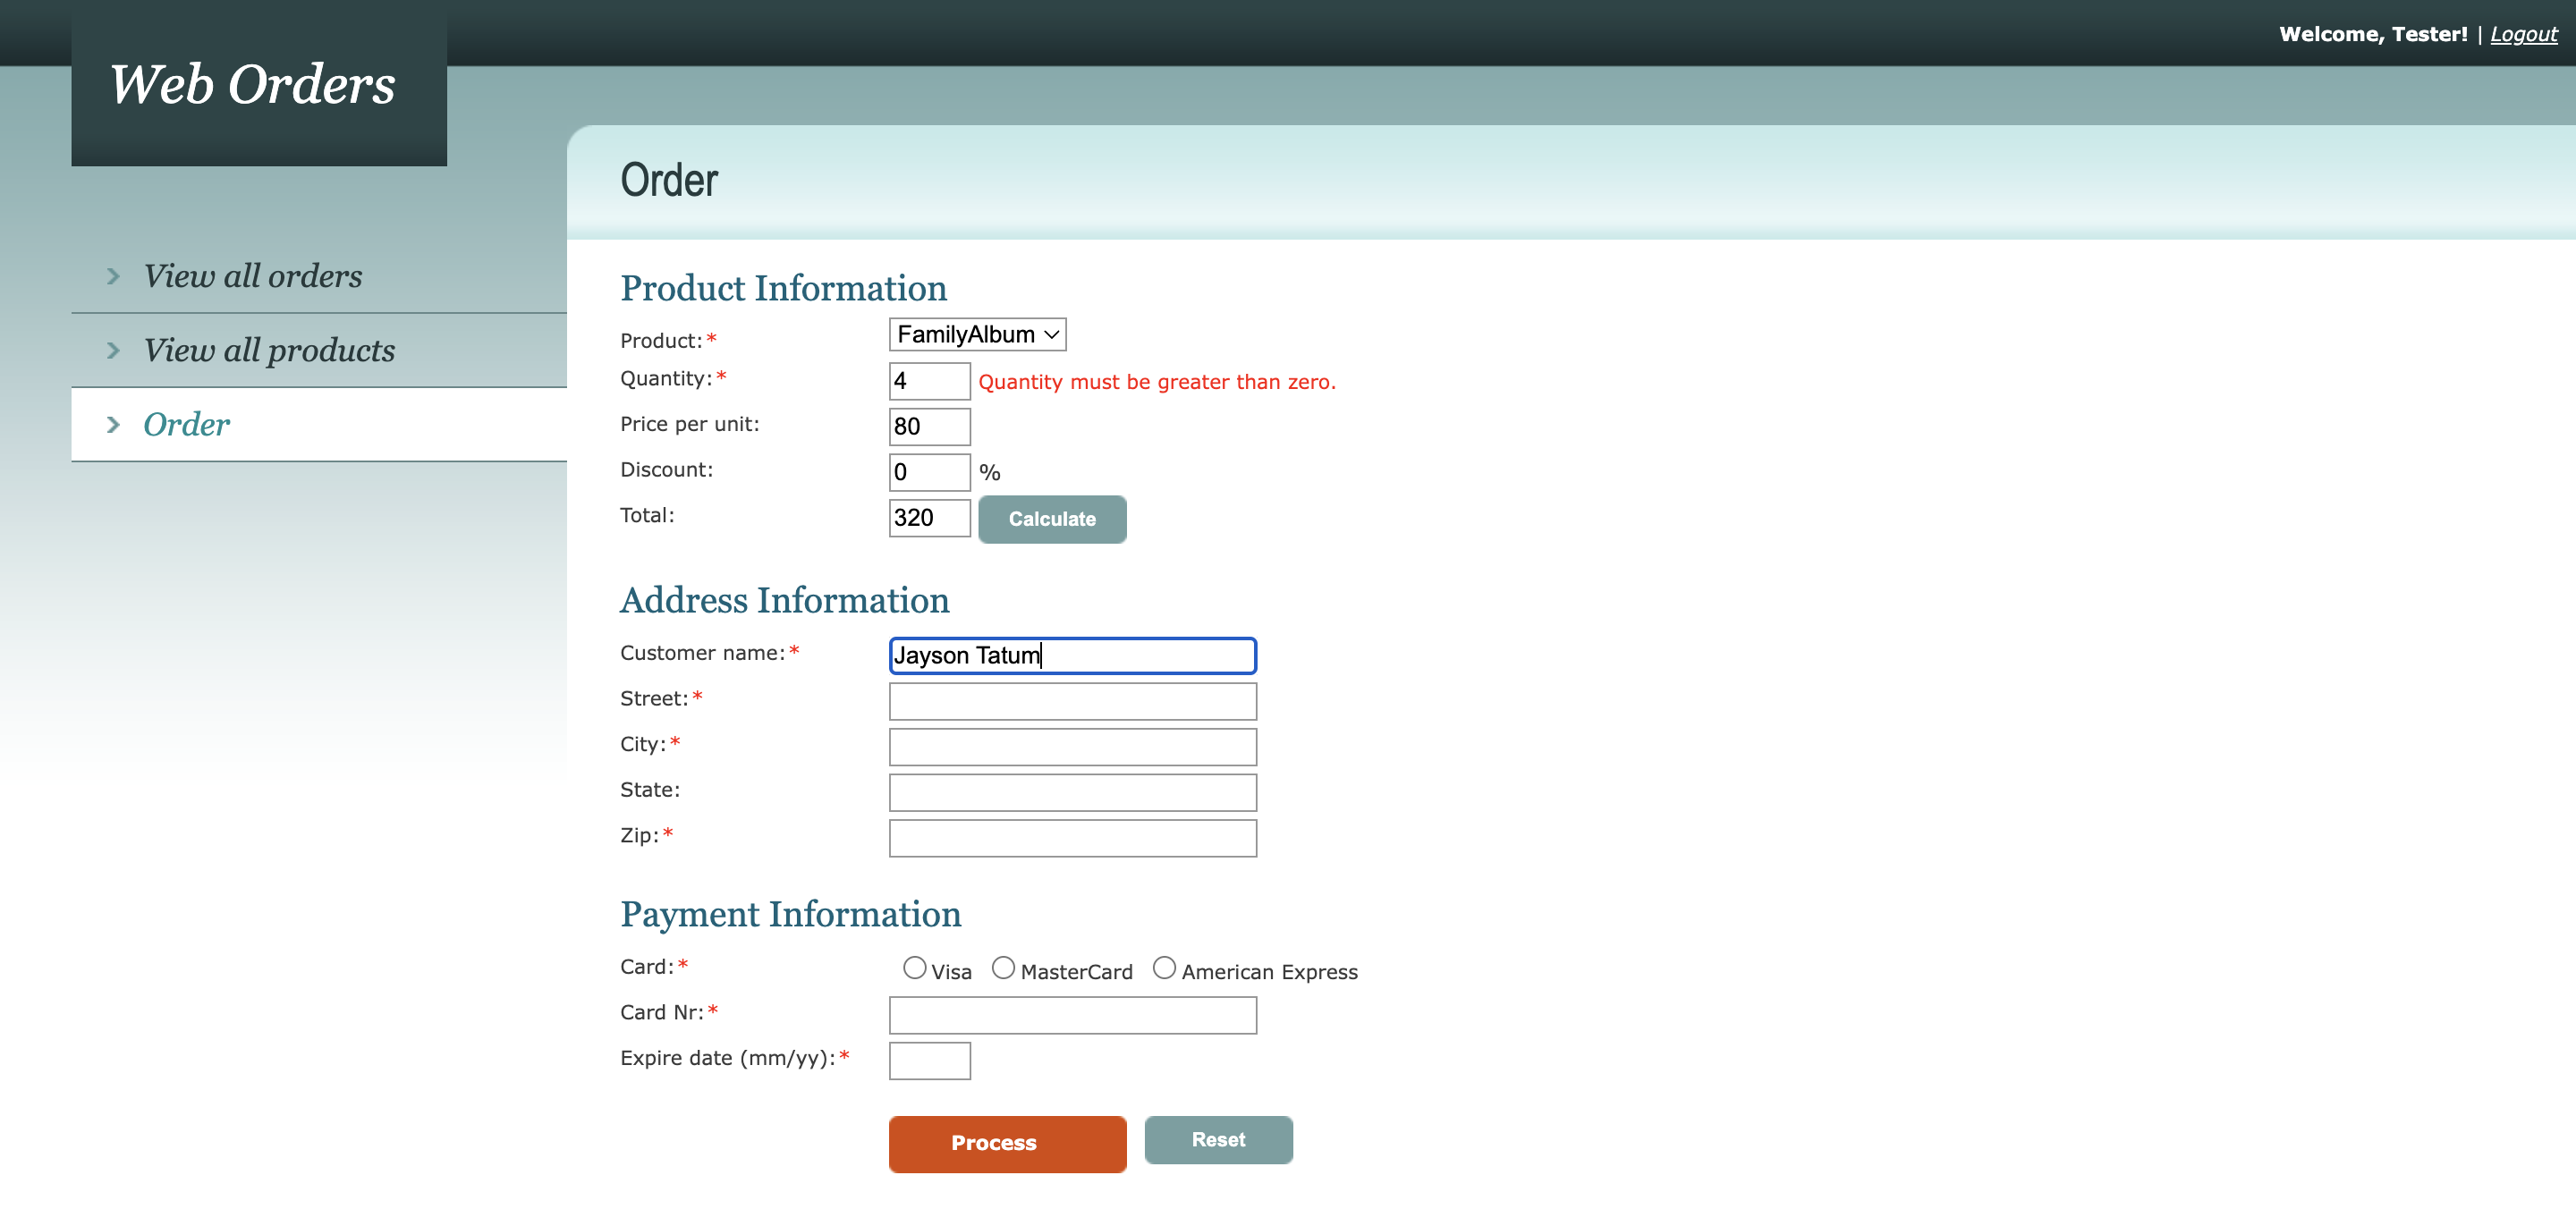 Welcome, Tester! | Logout
Web Orders
View all orders
View all products
Order
Order
Product Information
Product:* FamilyAlbum
Quantity:* 4 Quantity must be greater than zero.
Price per unit: 80
Discount: 0 %
Total: 320 Calculate
Address Information
Customer name:* Jayson Tatum
Street:*
City:*
State:
Zip:*
Payment Information
Card:* Visa MasterCard American Express
Card Nr:*
Expire date (mm/yy):*
Process Reset